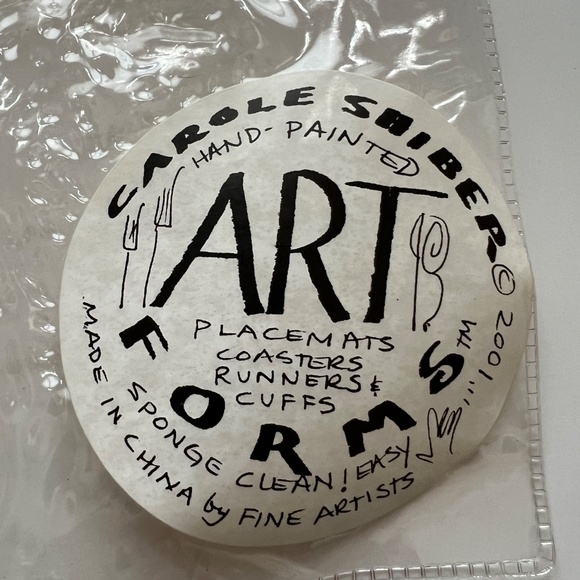 CAROLE SHIBER © 2001...
HAND-PAINTED
ART
PLACEMATS
COASTERS
RUNNERS &
CUFFS
FORMS
SPONGE CLEAN! EASY
MADE IN CHINA by FINE ARTISTS